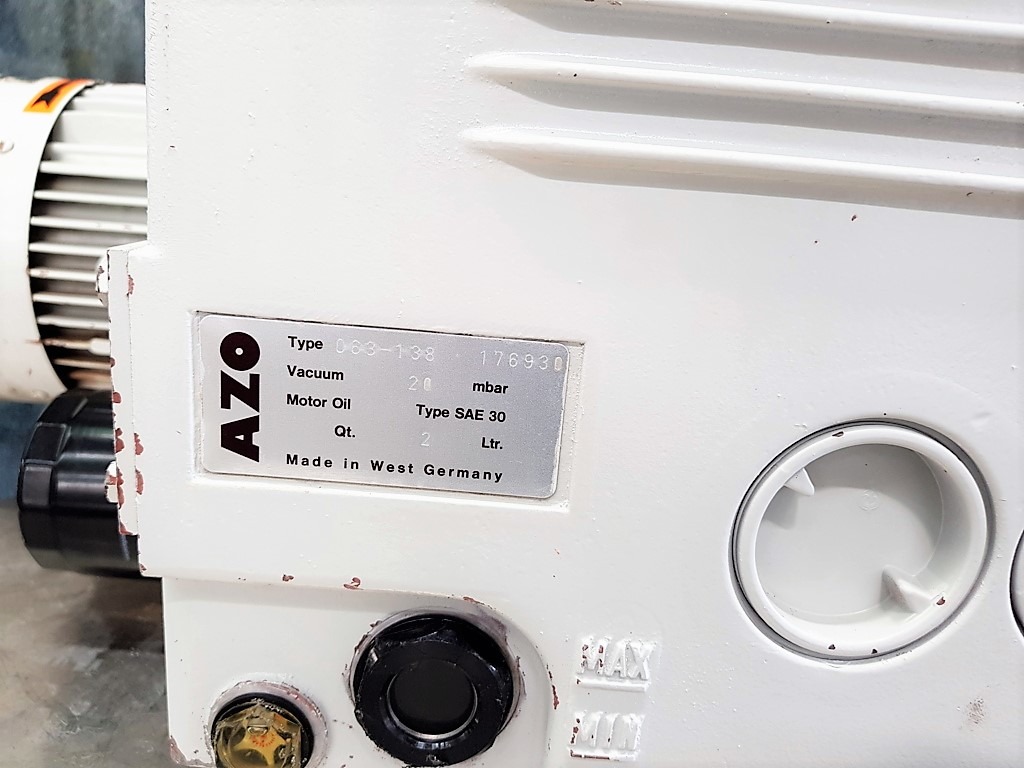 AZO
Type 063-138 · 176930
Vacuum 20 mbar
Motor Oil Type SAE 30
Qt. 2 Ltr.
Made in West Germany
MAX
MIN